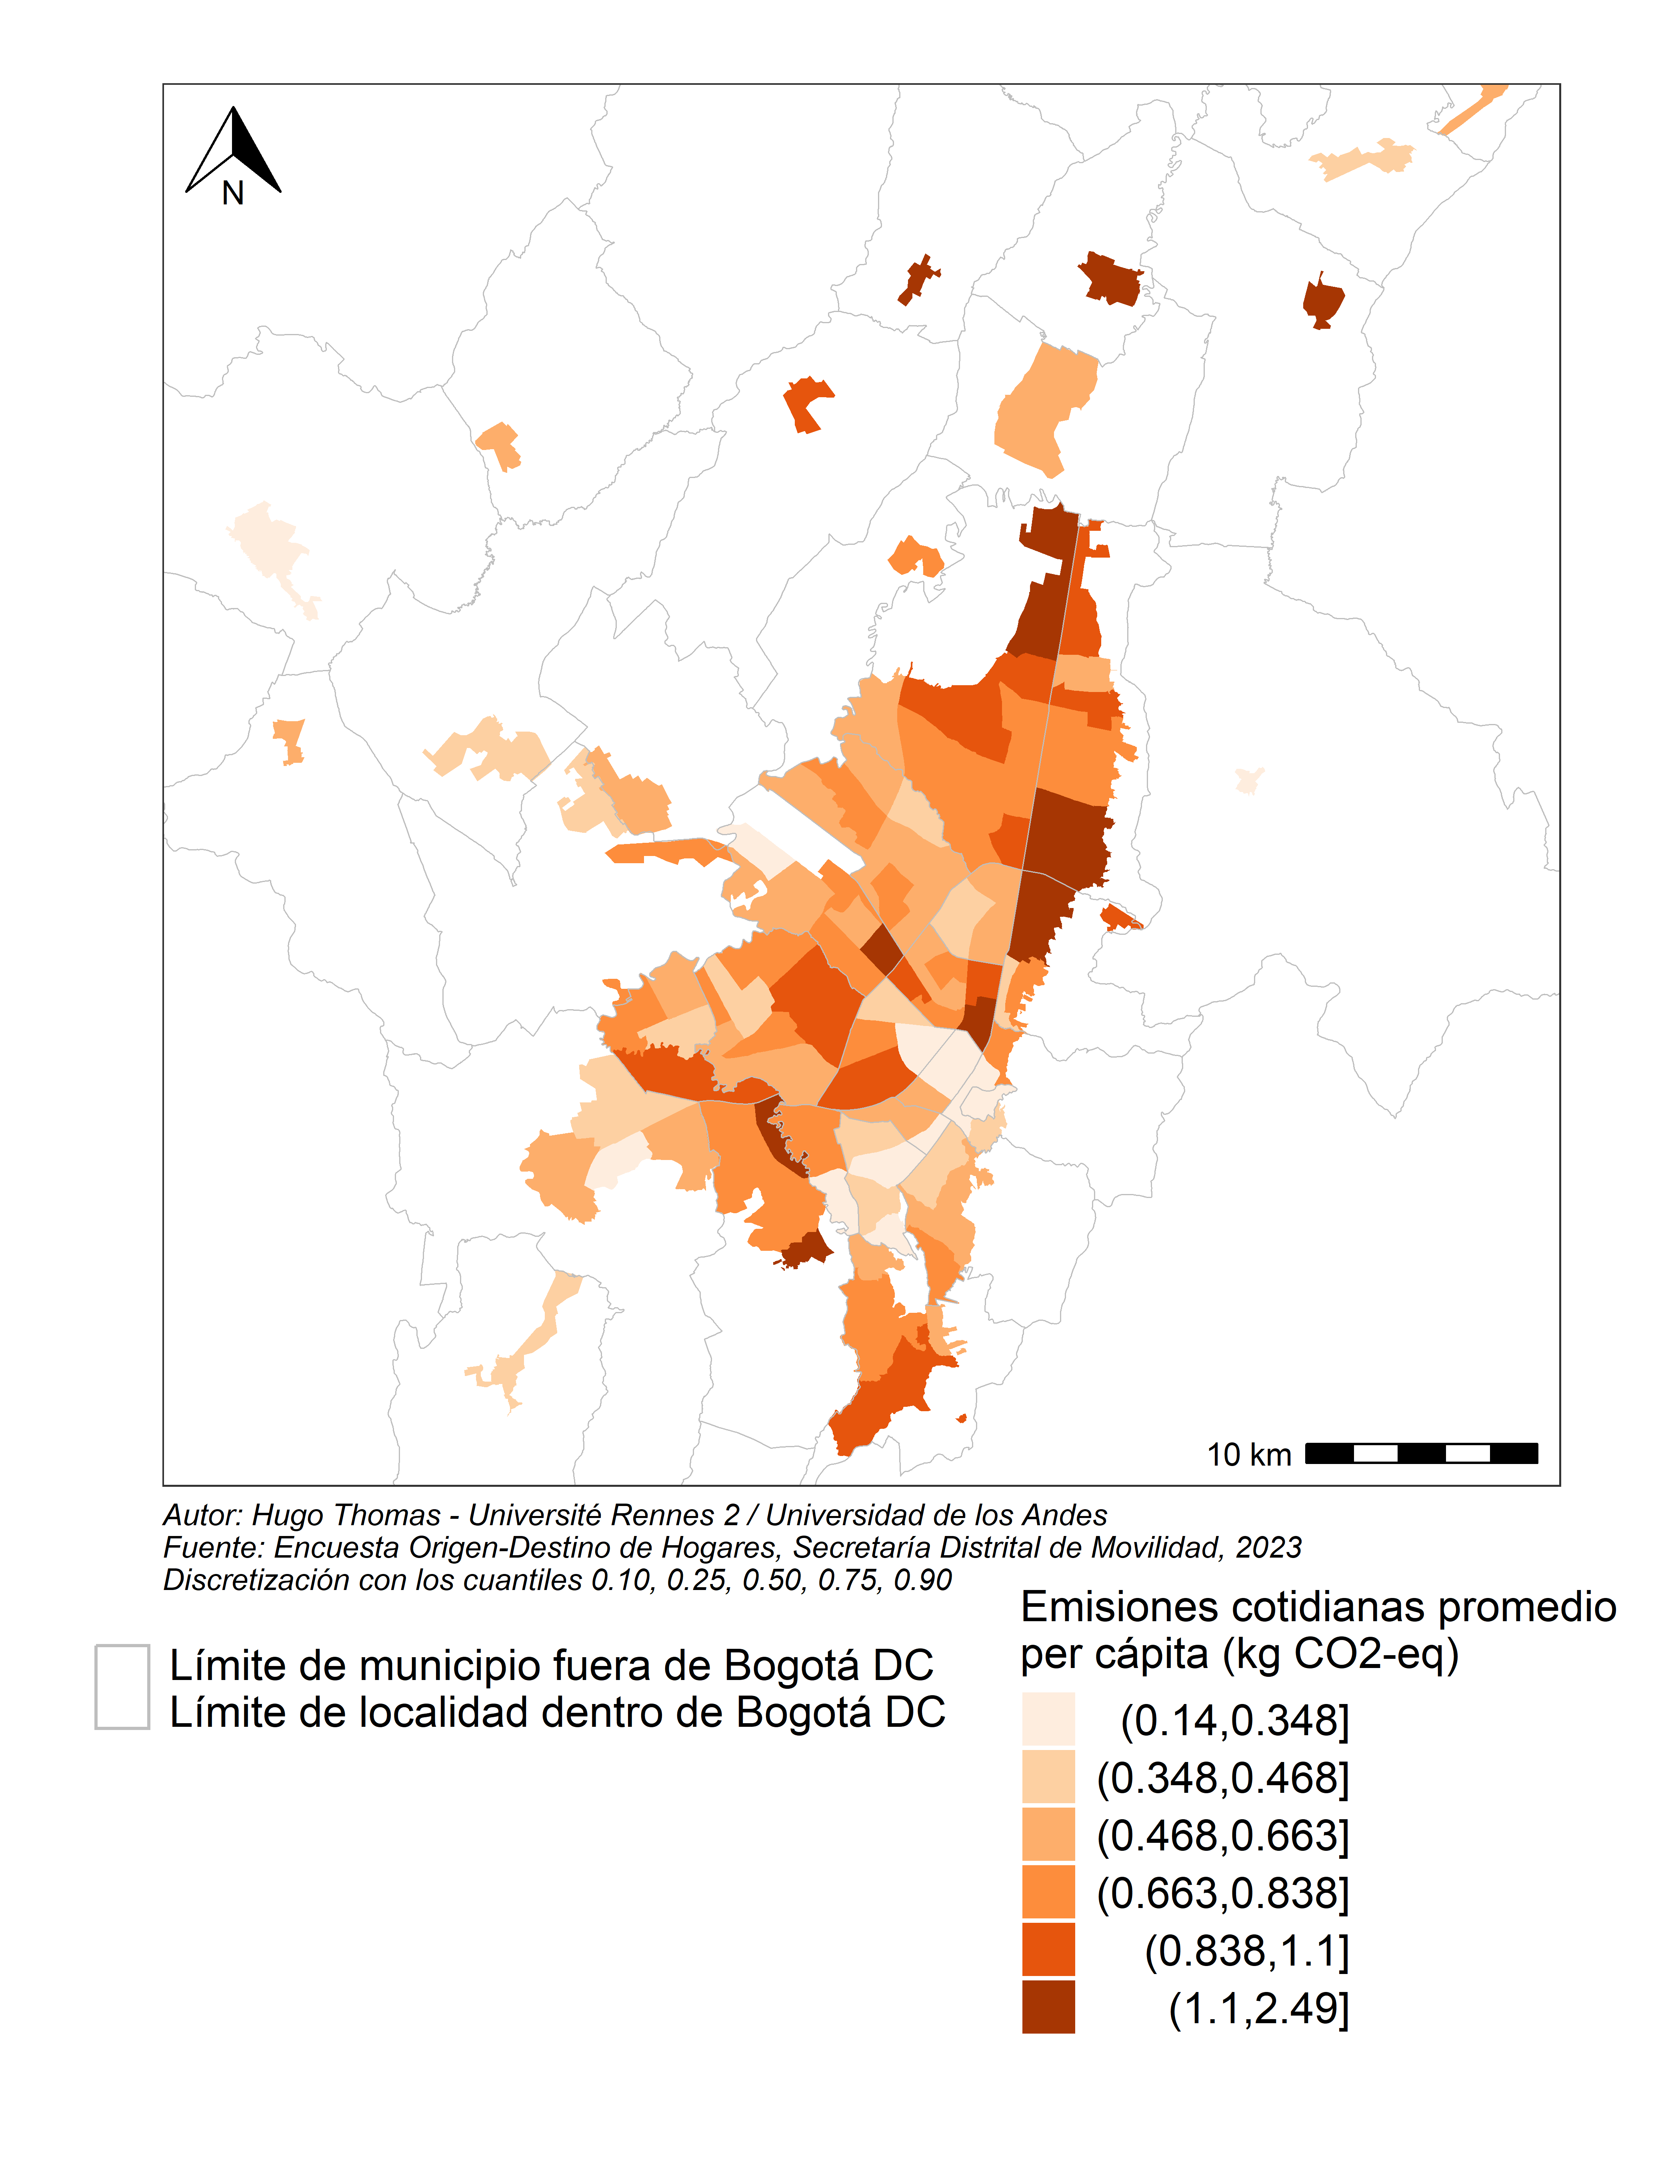 N
10 km
Autor: Hugo Thomas - Université Rennes 2 / Universidad de los Andes
Fuente: Encuesta Origen-Destino de Hogares, Secretaría Distrital de Movilidad, 2023
Discretización con los cuantiles 0.10, 0.25, 0.50, 0.75, 0.90
Límite de municipio fuera de Bogotá DC
Límite de localidad dentro de Bogotá DC
Emisiones cotidianas promedio
per cápita (kg CO2-eq)
(0.14,0.348]
(0.348,0.468]
(0.468,0.663]
(0.663,0.838]
(0.838,1.1]
(1.1,2.49]